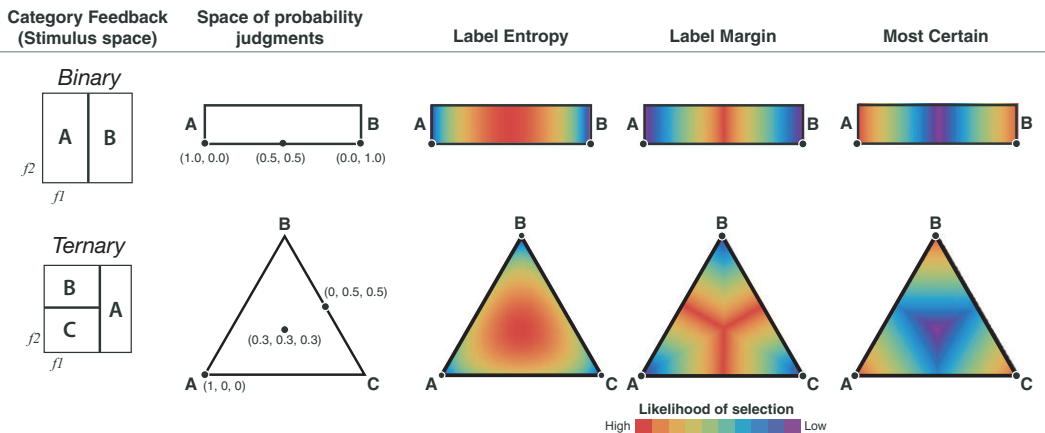 Category Feedback
(Stimulus space)
Space of probability
judgments
Label Entropy
Label Margin
Most Certain
Binary
A
B
f2
f1
A
B
(1.0, 0.0)
(0.5, 0.5)
(0.0, 1.0)
A
B
A
B
A
B
Ternary
B
C
A
f2
f1
B
(0, 0.5, 0.5)
(0.3, 0.3, 0.3)
A
(1, 0, 0)
C
B
A
C
B
A
C
B
A
C
Likelihood of selection
High
Low